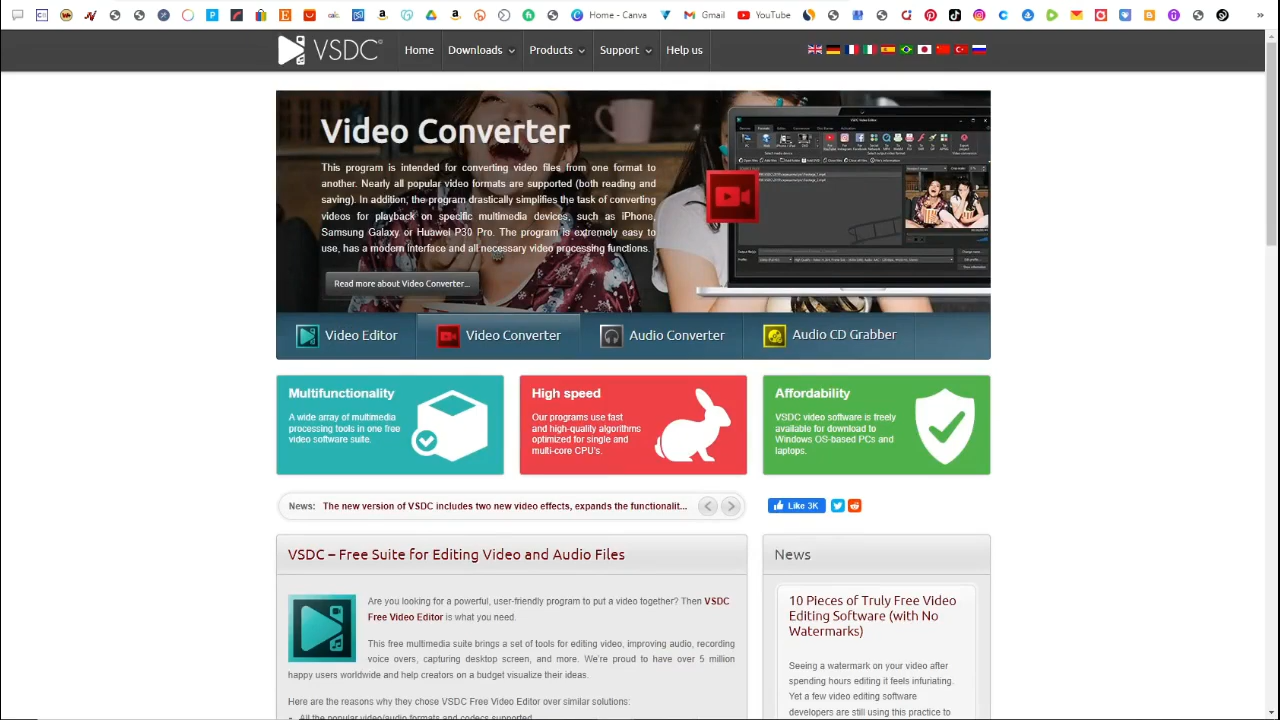 calc
Home - Canva
Gmail
YouTube
VSDC
Home
Downloads
Products
Support
Help us
Video Converter
This program is intended for converting video files from one format to
another. Nearly all popular video formats are supported (both reading and
saving). In addition, the program drastically simplifies the task of converting
videos for playback on specific multimedia devices, such as iPhone,
Samsung Galaxy or Huawei P30 Pro. The program is extremely easy to
use, has a modern interface and all necessary video processing functions.
Read more about Video Converter...
Video Editor
Video Converter
Audio Converter
Audio CD Grabber
Multifunctionality
A wide array of multimedia
processing tools in one free
video software suite.
High speed
Our programs use fast
and high-quality algorithms
optimized for single and
multi-core CPU's.
Affordability
VSDC video software is freely
available for download to
Windows OS-based PCs and
laptops.
News: The new version of VSDC includes two new video effects, expands the functionalit...
Like 3K
VSDC – Free Suite for Editing Video and Audio Files
Are you looking for a powerful, user-friendly program to put a video together? Then VSDC
Free Video Editor is what you need.
This free multimedia suite brings a set of tools for editing video, improving audio, recording
voice overs, capturing desktop screen, and more. We're proud to have over 5 million
happy users worldwide and help creators on a budget visualize their ideas.
Here are the reasons why they chose VSDC Free Video Editor over similar solutions:
All the popular video/audio formats and codecs supported
News
10 Pieces of Truly Free Video
Editing Software (with No
Watermarks)
Seeing a watermark on your video after
spending hours editing it feels infuriating.
Yet a few video editing software
developers are still using this practice to